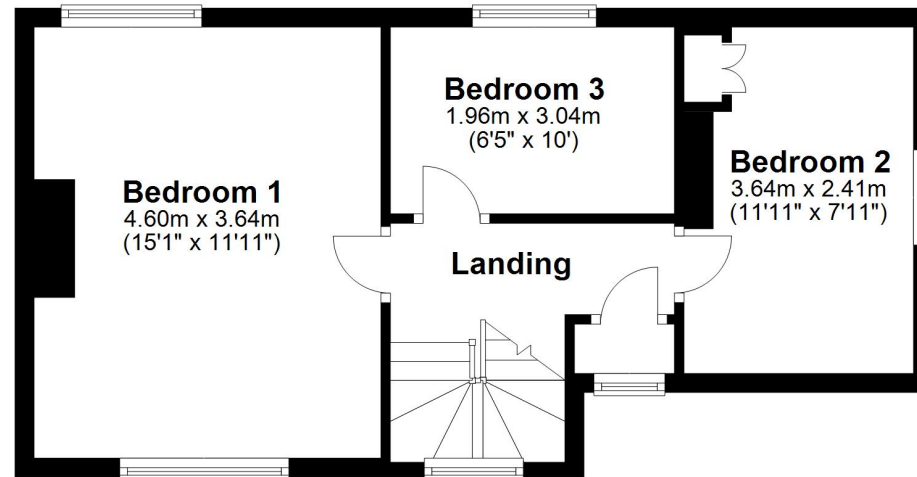 Bedroom 3
1.96m x 3.04m
(6'5" x 10')
Bedroom 2
3.64m x 2.41m
(11'11" x 7'11")
Bedroom 1
4.60m x 3.64m
(15'1" x 11'11")
Landing